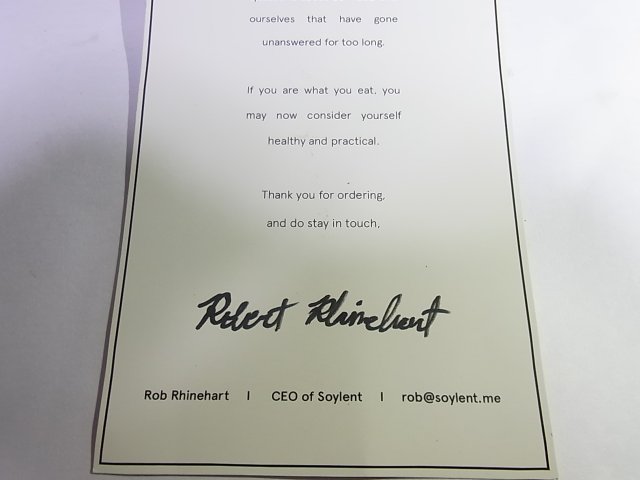 ourselves that have gone
unanswered for too long.
If you are what you eat, you
may now consider yourself
healthy and practical.
Thank you for ordering,
and do stay in touch,
Robert Rhinehart
Rob Rhinehart | CEO of Soylent | rob@soylent.me